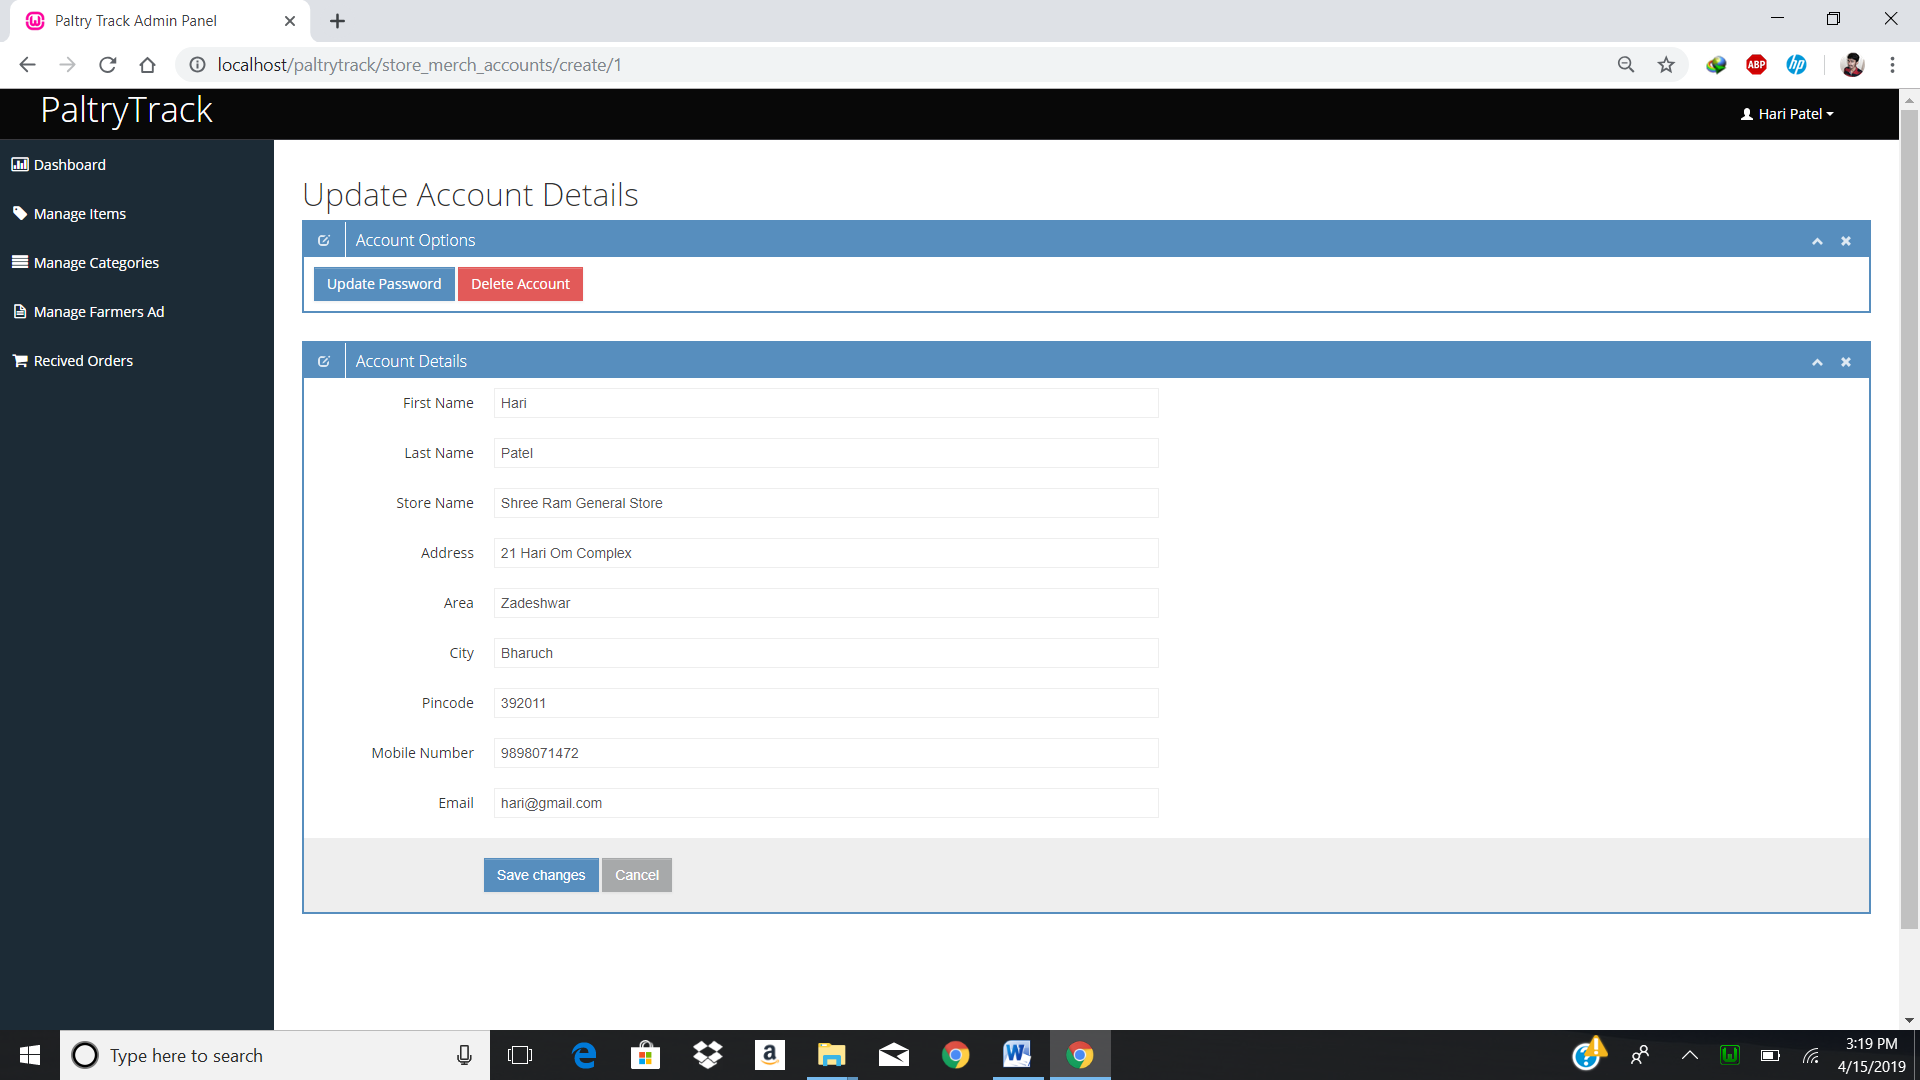 Paltry Track Admin Panel
localhost/paltrytrack/store_merch_accounts/create/1
ABP
hp
PaltryTrack
Hari Patel
Dashboard
Manage Items
Manage Categories
Manage Farmers Ad
Recived Orders
Update Account Details
Account Options
Update Password
Delete Account
Account Details
First Name
Hari
Last Name
Patel
Store Name
Shree Ram General Store
Address
21 Hari Om Complex
Area
Zadeshwar
City
Bharuch
Pincode
392011
Mobile Number
9898071472
Email
hari@gmail.com
Save changes
Cancel
Type here to search
3:19 PM
4/15/2019